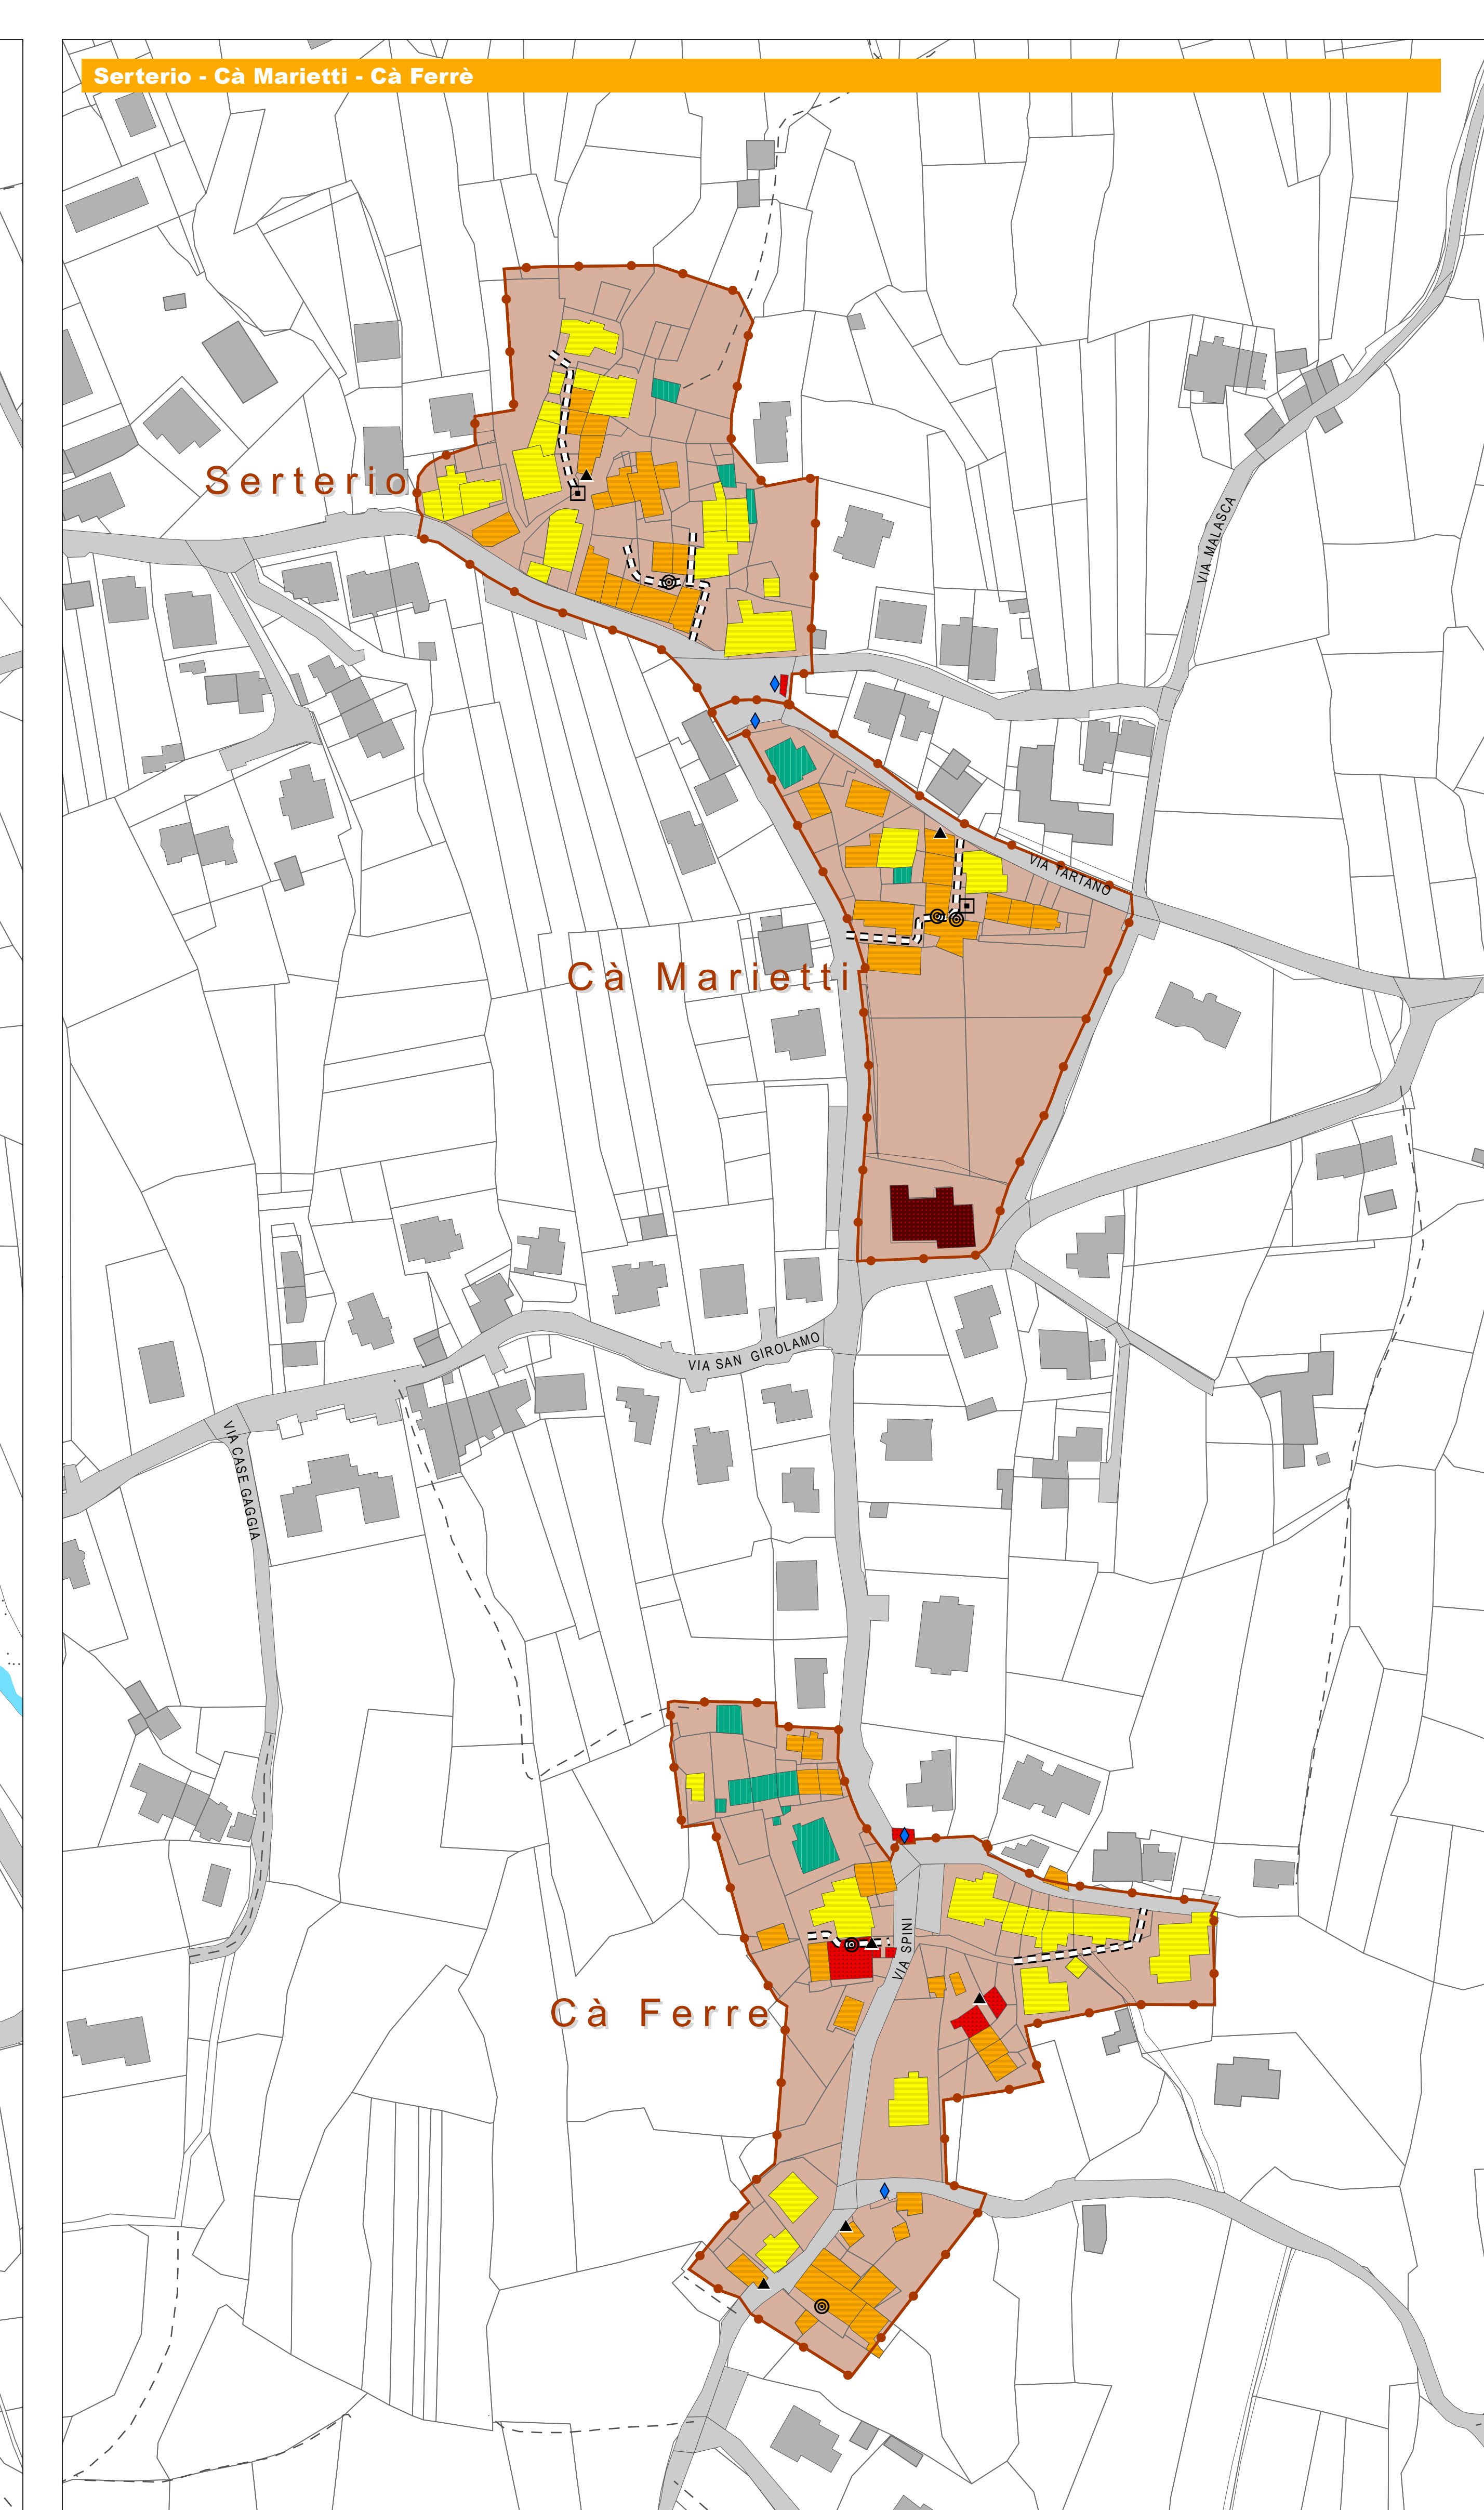 Serterio - Cà Marietti - Cà Ferrè
Serterio
VIA MALASCA
VIA TARTANO
Cà Marietti
VIA SAN GIROLAMO
VIA CASE GAGGIA
VIA SPINI
Cà Ferre